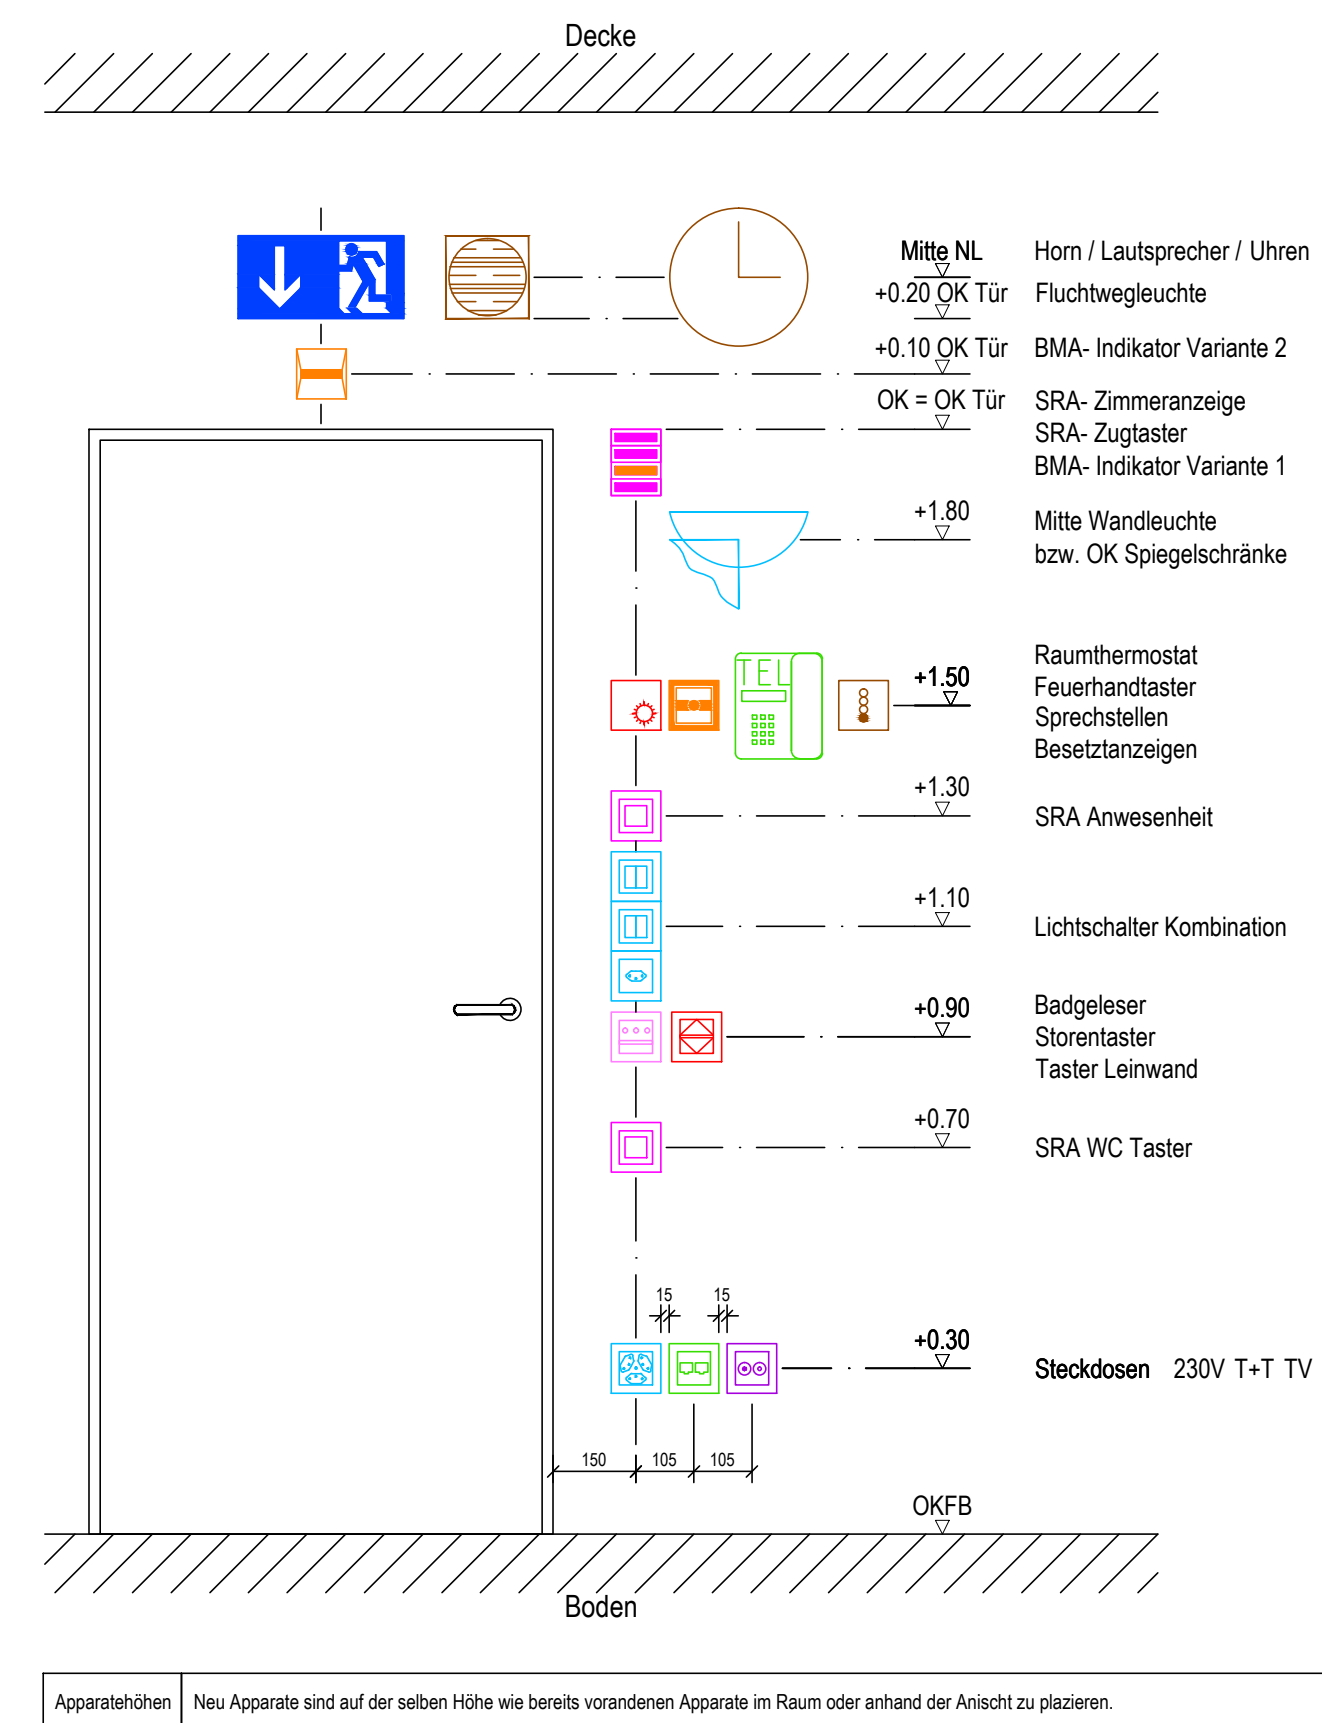 Decke
Mitte NL Horn / Lautsprecher / Uhren
+0.20 OK Tür Fluchtwegleuchte
+0.10 OK Tür BMA- Indikator Variante 2
OK = OK Tür SRA- Zimmeranzeige
SRA- Zugtaster
BMA- Indikator Variante 1
+1.80 Mitte Wandleuchte
bzw. OK Spiegelschränke
TEL
+1.50
Raumthermostat
Feuerhandtaster
Sprechstellen
Besetztanzeigen
+1.30
SRA Anwesenheit
+1.10
Lichtschalter Kombination
+0.90 Badgeleser
Storentaster
Taster Leinwand
+0.70
SRA WC Taster
15 15
+0.30
Steckdosen 230V T+T TV
150 105 105
OKFB
Boden
Apparatehöhen Neu Apparate sind auf der selben Höhe wie bereits vorandenen Apparate im Raum oder anhand der Anischt zu plazieren.